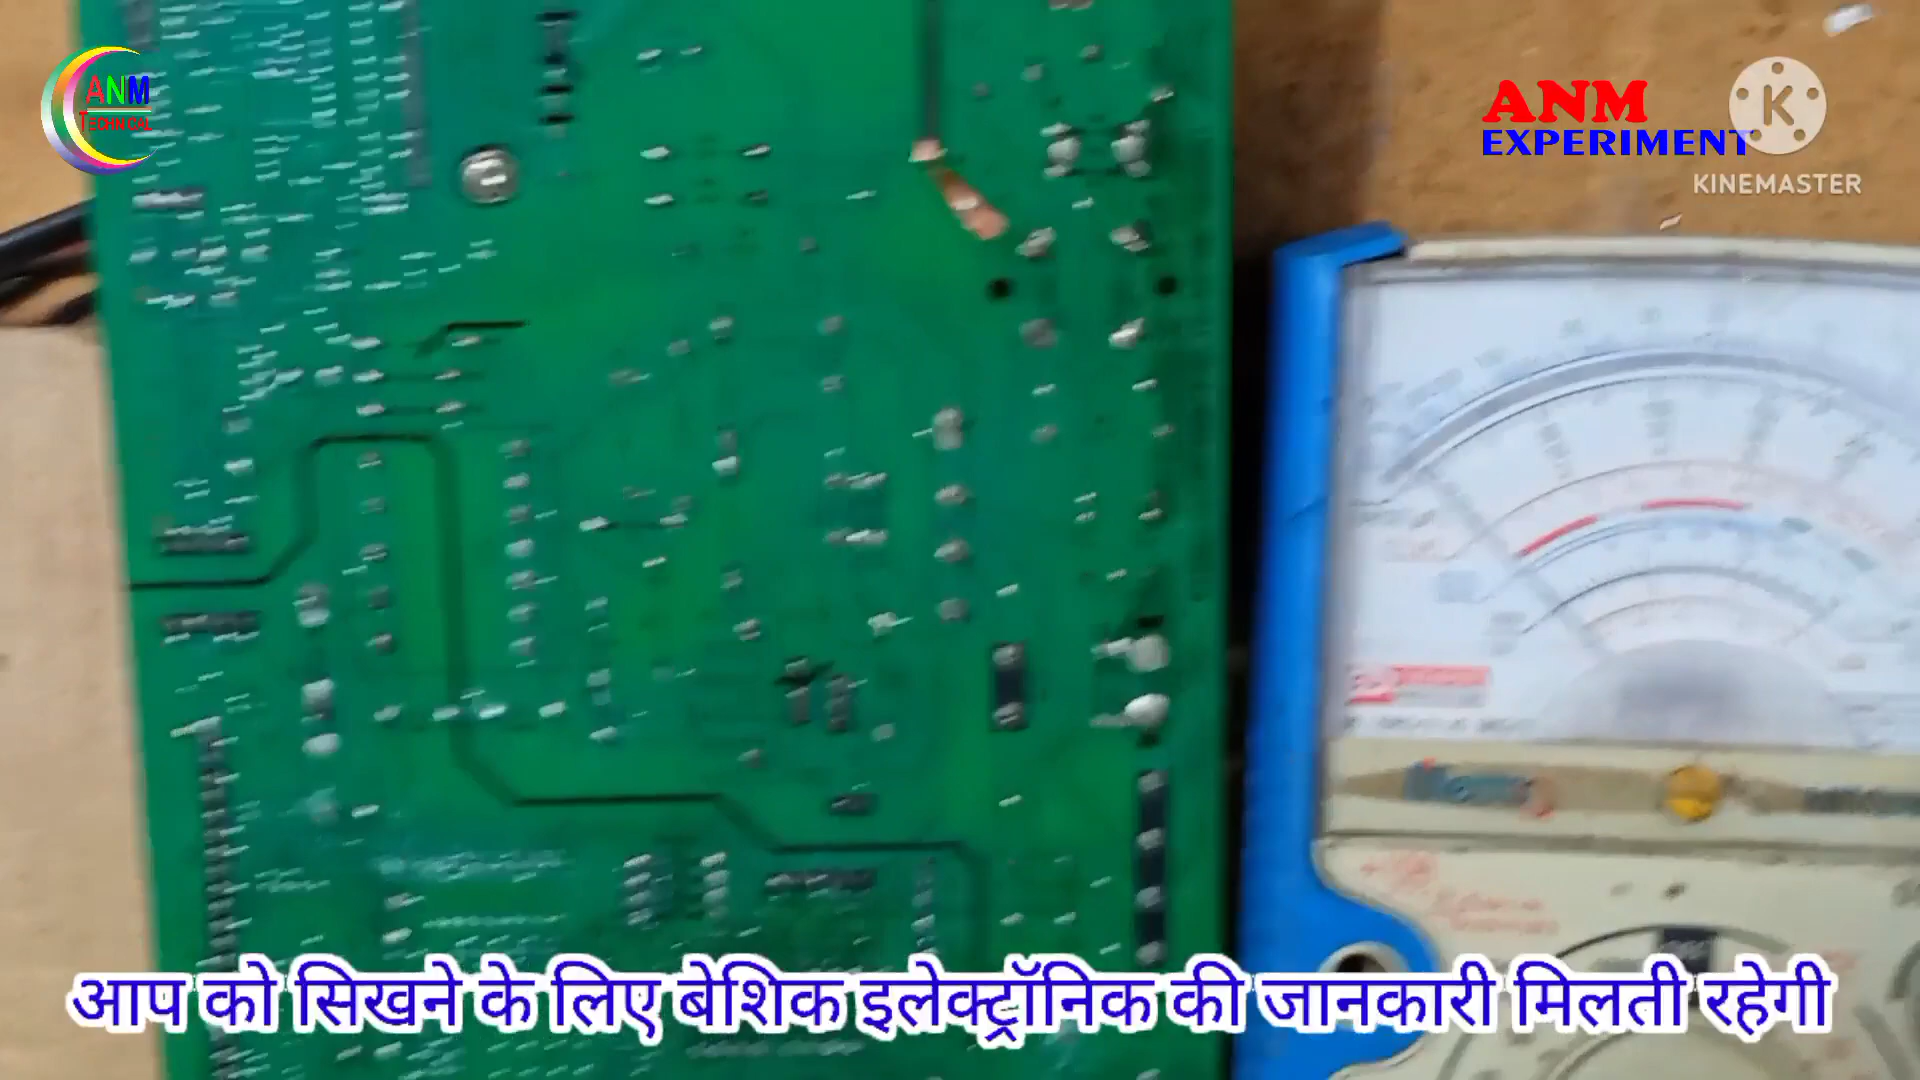 ANM
TECHNICAL
ANM
EXPERIMENT
K
KINEMASTER
आप को सिखने के लिए बेशिक इलेक्ट्रॉनिक की जानकारी मिलती रहेगी